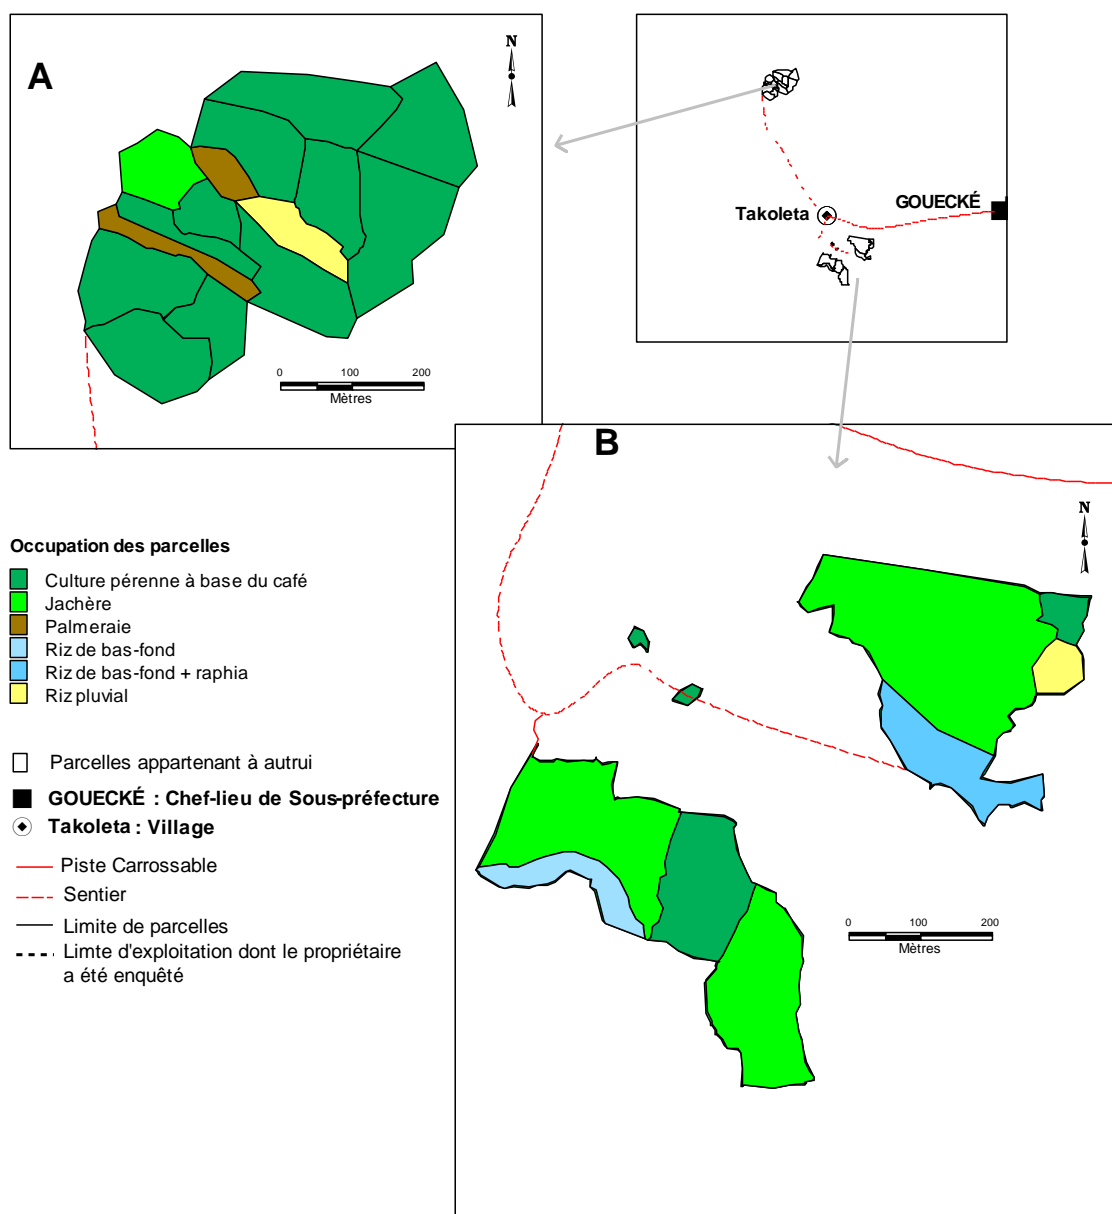 A
N
0 100 200
Mètres
GOUECKÉ
Takoleta
B
N
0 100 200
Mètres
Occupation des parcelles
Culture pérenne à base du café
Jachère
Palmeraie
Riz de bas-fond
Riz de bas-fond + raphia
Riz pluvial
Parcelles appartenant à autrui
GOUECKÉ : Chef-lieu de Sous-préfecture
Takoleta : Village
Piste Carrossable
Sentier
Limite de parcelles
Limte d'exploitation dont le propriétaire
a été enquêté